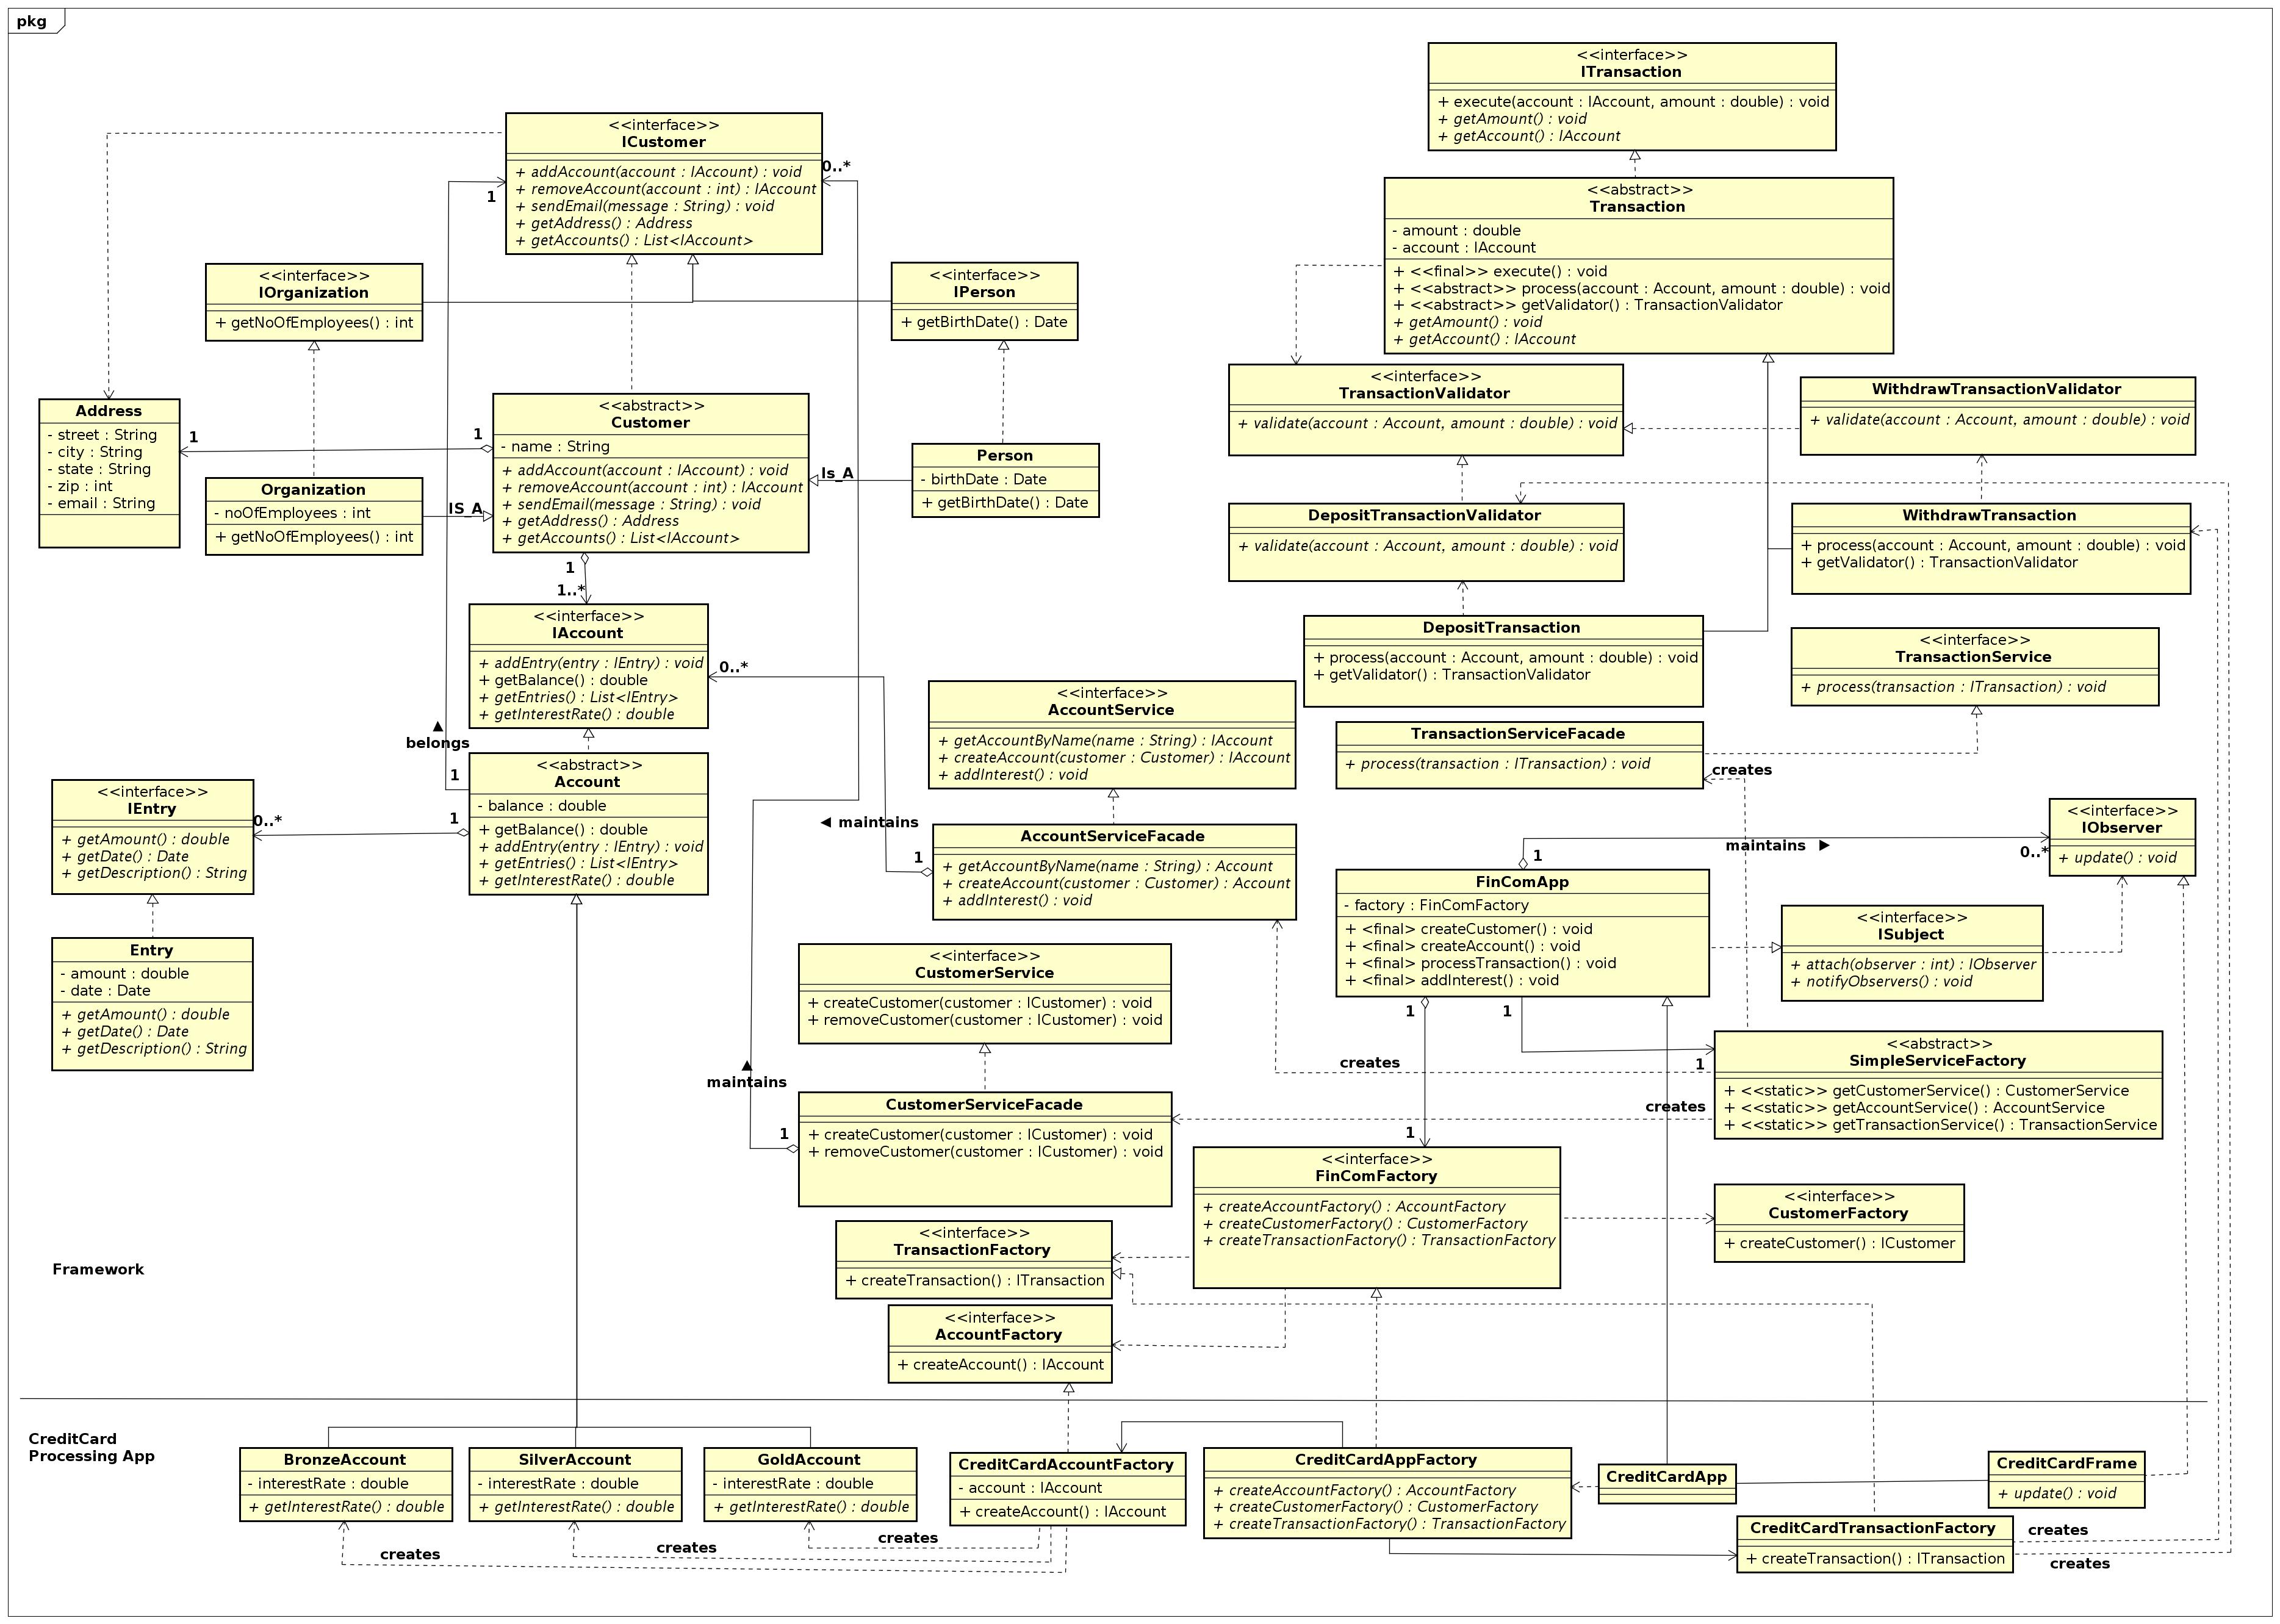 pkg
<<interface>>
ITransaction
+ execute(account : IAccount, amount : double) : void
+ getAmount() : void
+ getAccount() : IAccount
<<interface>>
ICustomer
+ addAccount(account : IAccount) : void
+ removeAccount(account : int) : IAccount
+ sendEmail(message : String) : void
+ getAddress() : Address
+ getAccounts() : List<IAccount>
0..*
1
<<abstract>>
Transaction
- amount : double
- account : IAccount
+ <<final>> execute() : void
+ <<abstract>> process(account : Account, amount : double) : void
+ <<abstract>> getValidator() : TransactionValidator
+ getAmount() : void
+ getAccount() : IAccount
<<interface>>
IOrganization
+ getNoOfEmployees() : int
<<interface>>
IPerson
+ getBirthDate() : Date
<<interface>>
TransactionValidator
+ validate(account : Account, amount : double) : void
WithdrawTransactionValidator
+ validate(account : Account, amount : double) : void
Address
- street : String
- city : String
- state : String
- zip : int
- email : String
1
1
<<abstract>>
Customer
- name : String
+ addAccount(account : IAccount) : void
+ removeAccount(account : int) : IAccount
+ sendEmail(message : String) : void
+ getAddress() : Address
+ getAccounts() : List<IAccount>
Is_A
Person
- birthDate : Date
+ getBirthDate() : Date
Organization
- noOfEmployees : int
+ getNoOfEmployees() : int
IS_A
DepositTransactionValidator
+ validate(account : Account, amount : double) : void
WithdrawTransaction
+ process(account : Account, amount : double) : void
+ getValidator() : TransactionValidator
1
1..*
<<interface>>
IAccount
+ addEntry(entry : IEntry) : void
+ getBalance() : double
+ getEntries() : List<IEntry>
+ getInterestRate() : double
0..*
DepositTransaction
+ process(account : Account, amount : double) : void
+ getValidator() : TransactionValidator
<<interface>>
TransactionService
+ process(transaction : ITransaction) : void
<<interface>>
AccountService
+ getAccountByName(name : String) : IAccount
+ createAccount(customer : Customer) : IAccount
+ addInterest() : void
TransactionServiceFacade
+ process(transaction : ITransaction) : void
creates
▲
belongs
1
<<abstract>>
Account
- balance : double
+ getBalance() : double
+ addEntry(entry : IEntry) : void
+ getEntries() : List<IEntry>
+ getInterestRate() : double
1
<<interface>>
IEntry
+ getAmount() : double
+ getDate() : Date
+ getDescription() : String
0..*
◄ maintains
1
AccountServiceFacade
+ getAccountByName(name : String) : Account
+ createAccount(customer : Customer) : Account
+ addInterest() : void
<<interface>>
IObserver
+ update() : void
1
maintains ►
0..*
FinComApp
- factory : FinComFactory
+ <final> createCustomer() : void
+ <final> createAccount() : void
+ <final> processTransaction() : void
+ <final> addInterest() : void
<<interface>>
ISubject
+ attach(observer : int) : IObserver
+ notifyObservers() : void
Entry
- amount : double
- date : Date
+ getAmount() : double
+ getDate() : Date
+ getDescription() : String
<<interface>>
CustomerService
+ createCustomer(customer : ICustomer) : void
+ removeCustomer(customer : ICustomer) : void
1
1
creates
1
<<abstract>>
SimpleServiceFactory
+ <<static>> getCustomerService() : CustomerService
+ <<static>> getAccountService() : AccountService
+ <<static>> getTransactionService() : TransactionService
▲
maintains
1
CustomerServiceFacade
+ createCustomer(customer : ICustomer) : void
+ removeCustomer(customer : ICustomer) : void
creates
1
<<interface>>
FinComFactory
+ createAccountFactory() : AccountFactory
+ createCustomerFactory() : CustomerFactory
+ createTransactionFactory() : TransactionFactory
<<interface>>
CustomerFactory
+ createCustomer() : ICustomer
<<interface>>
TransactionFactory
+ createTransaction() : ITransaction
Framework
<<interface>>
AccountFactory
+ createAccount() : IAccount
CreditCard
Processing App
BronzeAccount
- interestRate : double
+ getInterestRate() : double
SilverAccount
- interestRate : double
+ getInterestRate() : double
GoldAccount
- interestRate : double
+ getInterestRate() : double
CreditCardAccountFactory
- account : IAccount
+ createAccount() : IAccount
CreditCardAppFactory
+ createAccountFactory() : AccountFactory
+ createCustomerFactory() : CustomerFactory
+ createTransactionFactory() : TransactionFactory
CreditCardApp
CreditCardFrame
+ update() : void
CreditCardTransactionFactory
+ createTransaction() : ITransaction
creates
creates
creates
creates
creates